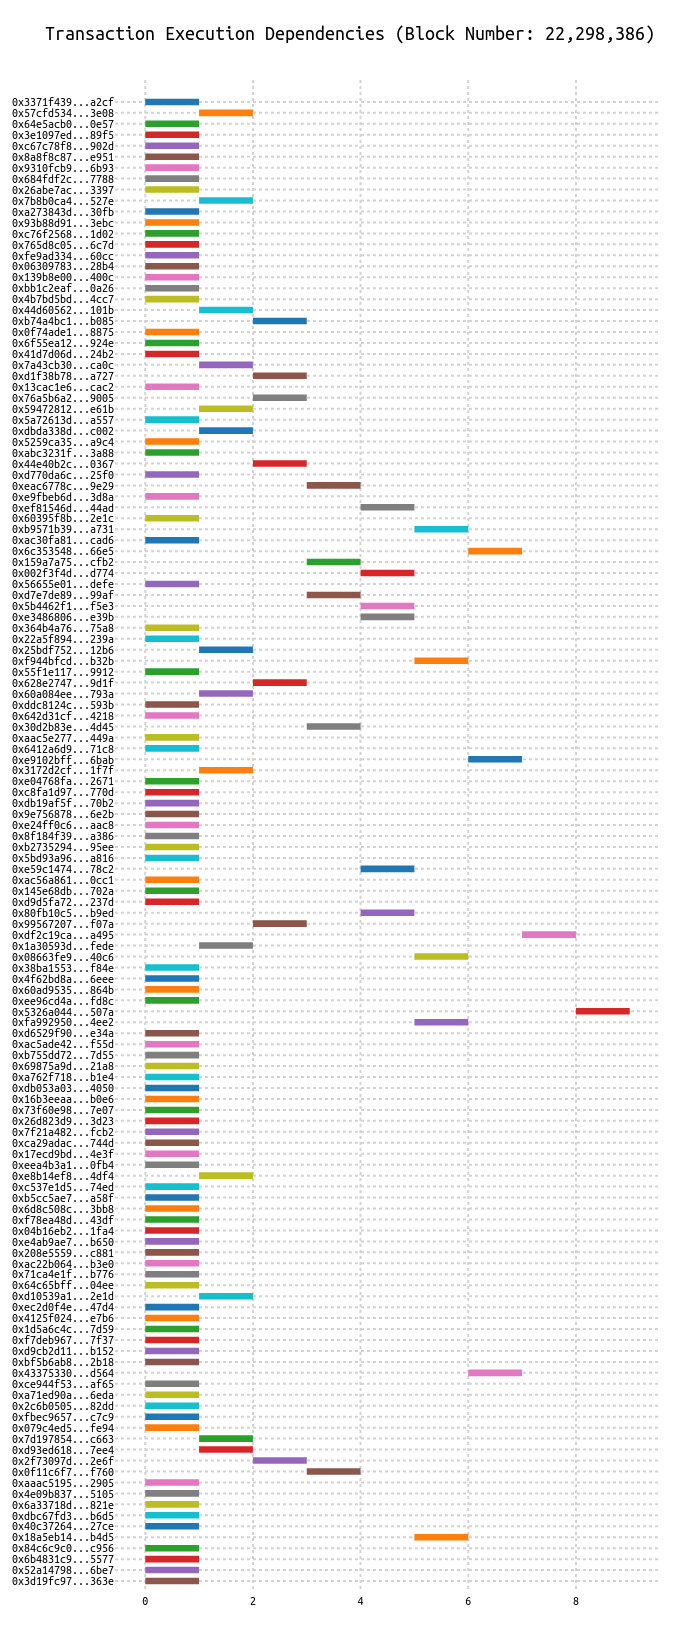 Transaction Execution Dependencies (Block Number: 22,298,386)
0x3371f439...a2cf
0x57cfd534...3e08
0x64e5acb0...0e57
0x3e1097ed...89f5
0xc67c78f8...902d
0x8a8f8c87...e951
0x9310fcb9...6b93
0x684fdf2c...7788
0x26abe7ac...3397
0x7b8b0ca4...527e
0xa273843d...30fb
0x93b88d91...3ebc
0xc76f2568...1d02
0x765d8c05...6c7d
0xfe9ad334...60cc
0x06309783...28b4
0x139b8e00...400c
0xbb1c2eaf...0a26
0x4b7bd5bd...4cc7
0x44d60562...101b
0xb74a4bc1...b085
0x0f74ade1...8875
0x6f55ea12...924e
0x41d7d06d...24b2
0x7a43cb30...ca0c
0xd1f38b78...a727
0x13cac1e6...cac2
0x76a5b6a2...9005
0x59472812...e61b
0x5a72613d...a557
0xdbda338d...c002
0x5259ca35...a9c4
0xabc3231f...3a88
0x44e40b2c...0367
0xd770da6c...25f0
0xeac6778c...9e29
0xe9fbeb6d...3d8a
0xef81546d...44ad
0x60395f8b...2e1c
0xb9571b39...a731
0xac30fa81...cad6
0x6c353548...66e5
0x159a7a75...cfb2
0x002f3f4d...d774
0x56655e01...defe
0xd7e7de89...99af
0x5b4462f1...f5e3
0xe3486806...e39b
0x364b4a76...75a8
0x22a5f894...239a
0x25bdf752...12b6
0xf944bfcd...b32b
0x55f1e117...9912
0x628e2747...9d1f
0x60a084ee...793a
0xddc8124c...593b
0x642d31cf...4218
0x30d2b83e...4d45
0xaac5e277...449a
0x6412a6d9...71c8
0xe9102bff...6bab
0x3172d2cf...1f7f
0xe04768fa...2671
0xc8fa1d97...770d
0xdb19af5f...70b2
0x9e756878...6e2b
0xe24ff0c6...aac8
0x8f184f39...a386
0xb2735294...95ee
0x5bd93a96...a816
0xe59c1474...78c2
0xac56a861...0cc1
0x145e68db...702a
0xd9d5fa72...237d
0x80fb10c5...b9ed
0x99567207...f07a
0xdf2c19ca...a495
0x1a30593d...fede
0x08663fe9...40c6
0x38ba1553...f84e
0x4f62bd8a...6eee
0x60ad9535...864b
0xee96cd4a...fd8c
0x5326a044...507a
0xfa992950...4ee2
0xd6529f90...e34a
0xac5ade42...f55d
0xb755dd72...7d55
0x69875a9d...21a8
0xa762f718...b1e4
0xdb053a03...4050
0x16b3eeaa...b0e6
0x73f60e98...7e07
0x26d823d9...3d23
0x7f21a482...fcb2
0xca29adac...744d
0x17ecd9bd...4e3f
0xeea4b3a1...0fb4
0xe8b14ef8...4df4
0xc537e1d5...74ed
0xb5cc5ae7...a58f
0x6d8c508c...3bb8
0xf78ea48d...43df
0x04b16eb2...1fa4
0xe4ab9ae7...b650
0x208e5559...c881
0xac22b064...b3e0
0x71ca4e1f...b776
0x64c65bff...04ee
0xd10539a1...2e1d
0xec2d0f4e...47d4
0x4125f024...e7b6
0x1d5a6c4c...7d59
0xf7deb967...7f37
0xd9cb2d11...b152
0xbf5b6ab8...2b18
0x43375330...d564
0xce944f53...af65
0xa71ed90a...6eda
0x2c6b0505...82dd
0xfbec9657...c7c9
0x079c4ed5...fe94
0x7d197854...c663
0xd93ed618...7ee4
0x2f73097d...2e6f
0x0f11c6f7...f760
0xaaac5195...2905
0x4e09b837...5105
0x6a33718d...821e
0xdbc67fd3...b6d5
0x40c37264...27ce
0x18a5eb14...b4d5
0x84c6c9c0...c956
0x6b4831c9...5577
0x52a14798...6be7
0x3d19fc97...363e
0 2 4 6 8